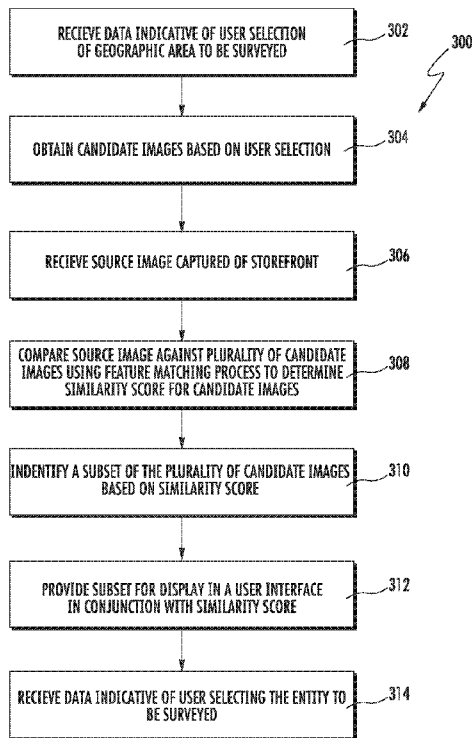 RECIEVE DATA INDICATIVE OF USER SELECTION
OF GEOGRAPHIC AREA TO BE SURVEYED
302
300
OBTAIN CANDIDATE IMAGES BASED ON USER SELECTION
304
RECIEVE SOURCE IMAGE CAPTURED OF STOREFRONT
306
COMPARE SOURCE IMAGE AGAINST PLURALITY OF CANDIDATE
IMAGES USING FEATURE MATCHING PROCESS TO DETERMINE
SIMILARITY SCORE FOR CANDIDATE IMAGES
308
INDENTIFY A SUBSET OF THE PLURALITY OF CANDIDATE IMAGES
BASED ON SIMILARITY SCORE
310
PROVIDE SUBSET FOR DISPLAY IN A USER INTERFACE
IN CONJUNCTION WITH SIMILARITY SCORE
312
RECIEVE DATA INDICATIVE OF USER SELECTING THE ENTITY TO
BE SURVEYED
314